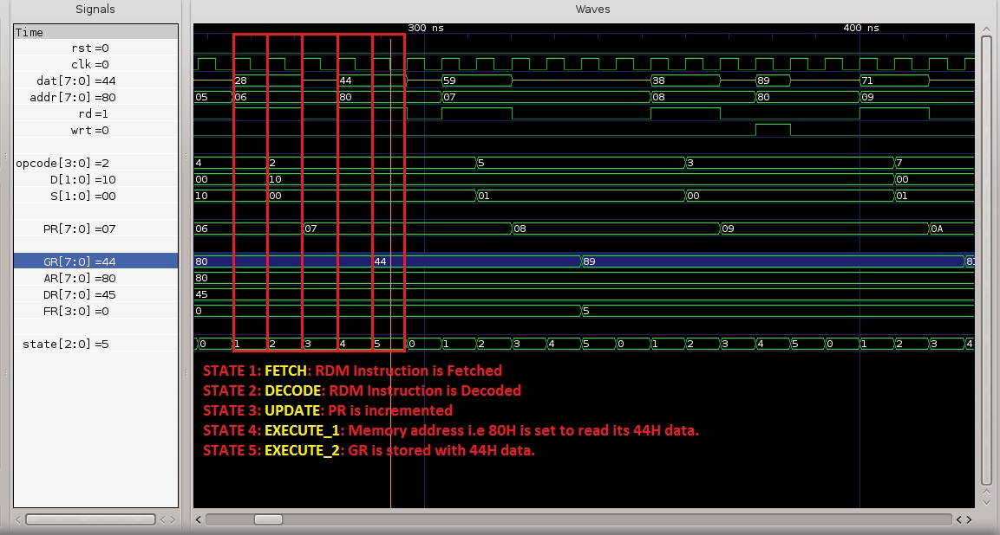 Signals Waves
Time 300 ns 400 ns
rst=0
clk=0
dat[7:0]=44 28 44 59 38 89 71
addr[7:0]=80 05 06 80 07 08 80 09
rd=1
wrt=0
opcode[3:0]=2 4 2 5 3 7
D[1:0]=10 00 10 00
S[1:0]=00 10 00 01 00 01
PR[7:0]=07 06 07 08 09 0A
GR[7:0]=44 80 44 89
AR[7:0]=80 80
DR[7:0]=45 45
FR[3:0]=0 0 5
state[2:0]=5 0 1 2 3 4 5 0 1 2 3 4 5 0 1 2 3 4 5 0 1 2 3 4
STATE 1: FETCH: RDM Instruction is Fetched
STATE 2: DECODE: RDM Instruction is Decoded
STATE 3: UPDATE: PR is incremented
STATE 4: EXECUTE_1: Memory address i.e 80H is set to read its 44H data.
STATE 5: EXECUTE_2: GR is stored with 44H data.